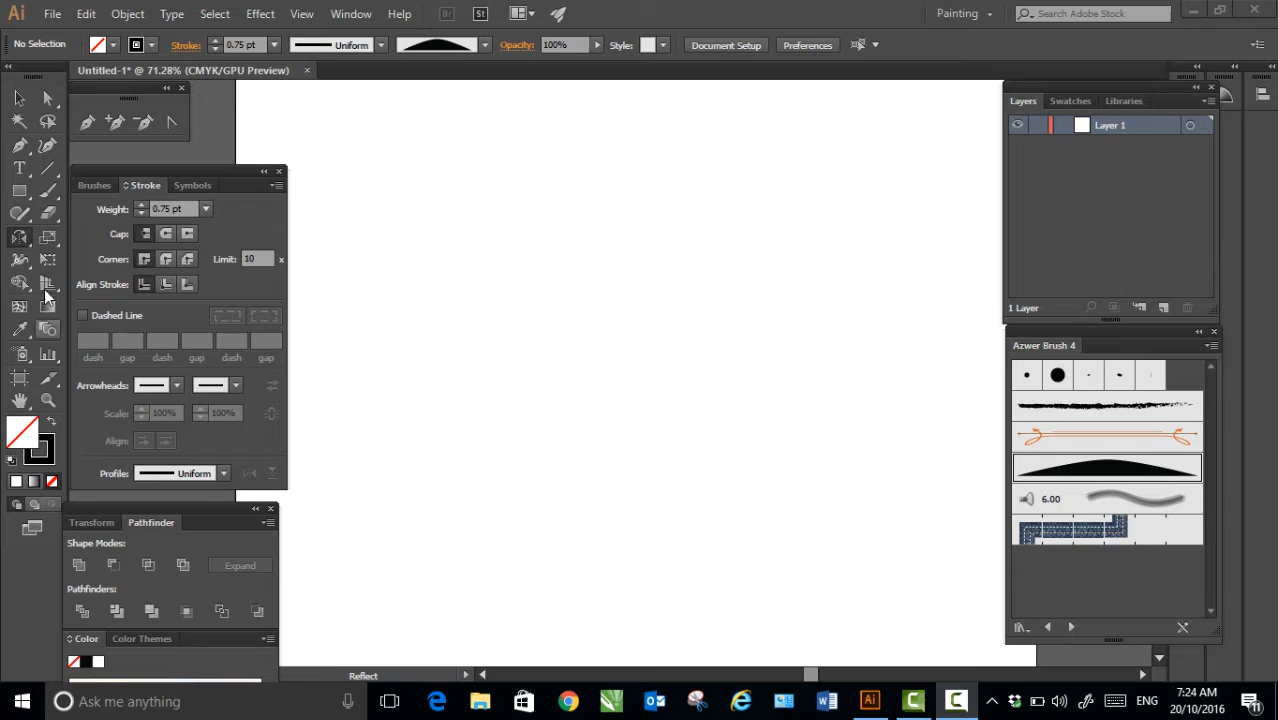 Ai File Edit Object Type Select Effect View Window Help Br St Painting Search Adobe Stock
No Selection Stroke: 0.75 pt Uniform Opacity: 100% Style: Document Setup Preferences
Untitled-1* @ 71.28% (CMYK/GPU Preview)
Layers Swatches Libraries
Layer 1
Brushes Stroke Symbols
Weight: 0.75 pt
Cap:
Corner: Limit: 10 x
Align Stroke:
Dashed Line
1 Layer
dash gap dash gap dash gap
Azwer Brush 4
Arrowheads:
Scale: 100% 100%
Align:
Profile: Uniform
6.00
Transform Pathfinder
Shape Modes:
Expand
Pathfinders:
Color Color Themes
Reflect
Ask me anything
ENG
7:24 AM
20/10/2016
11